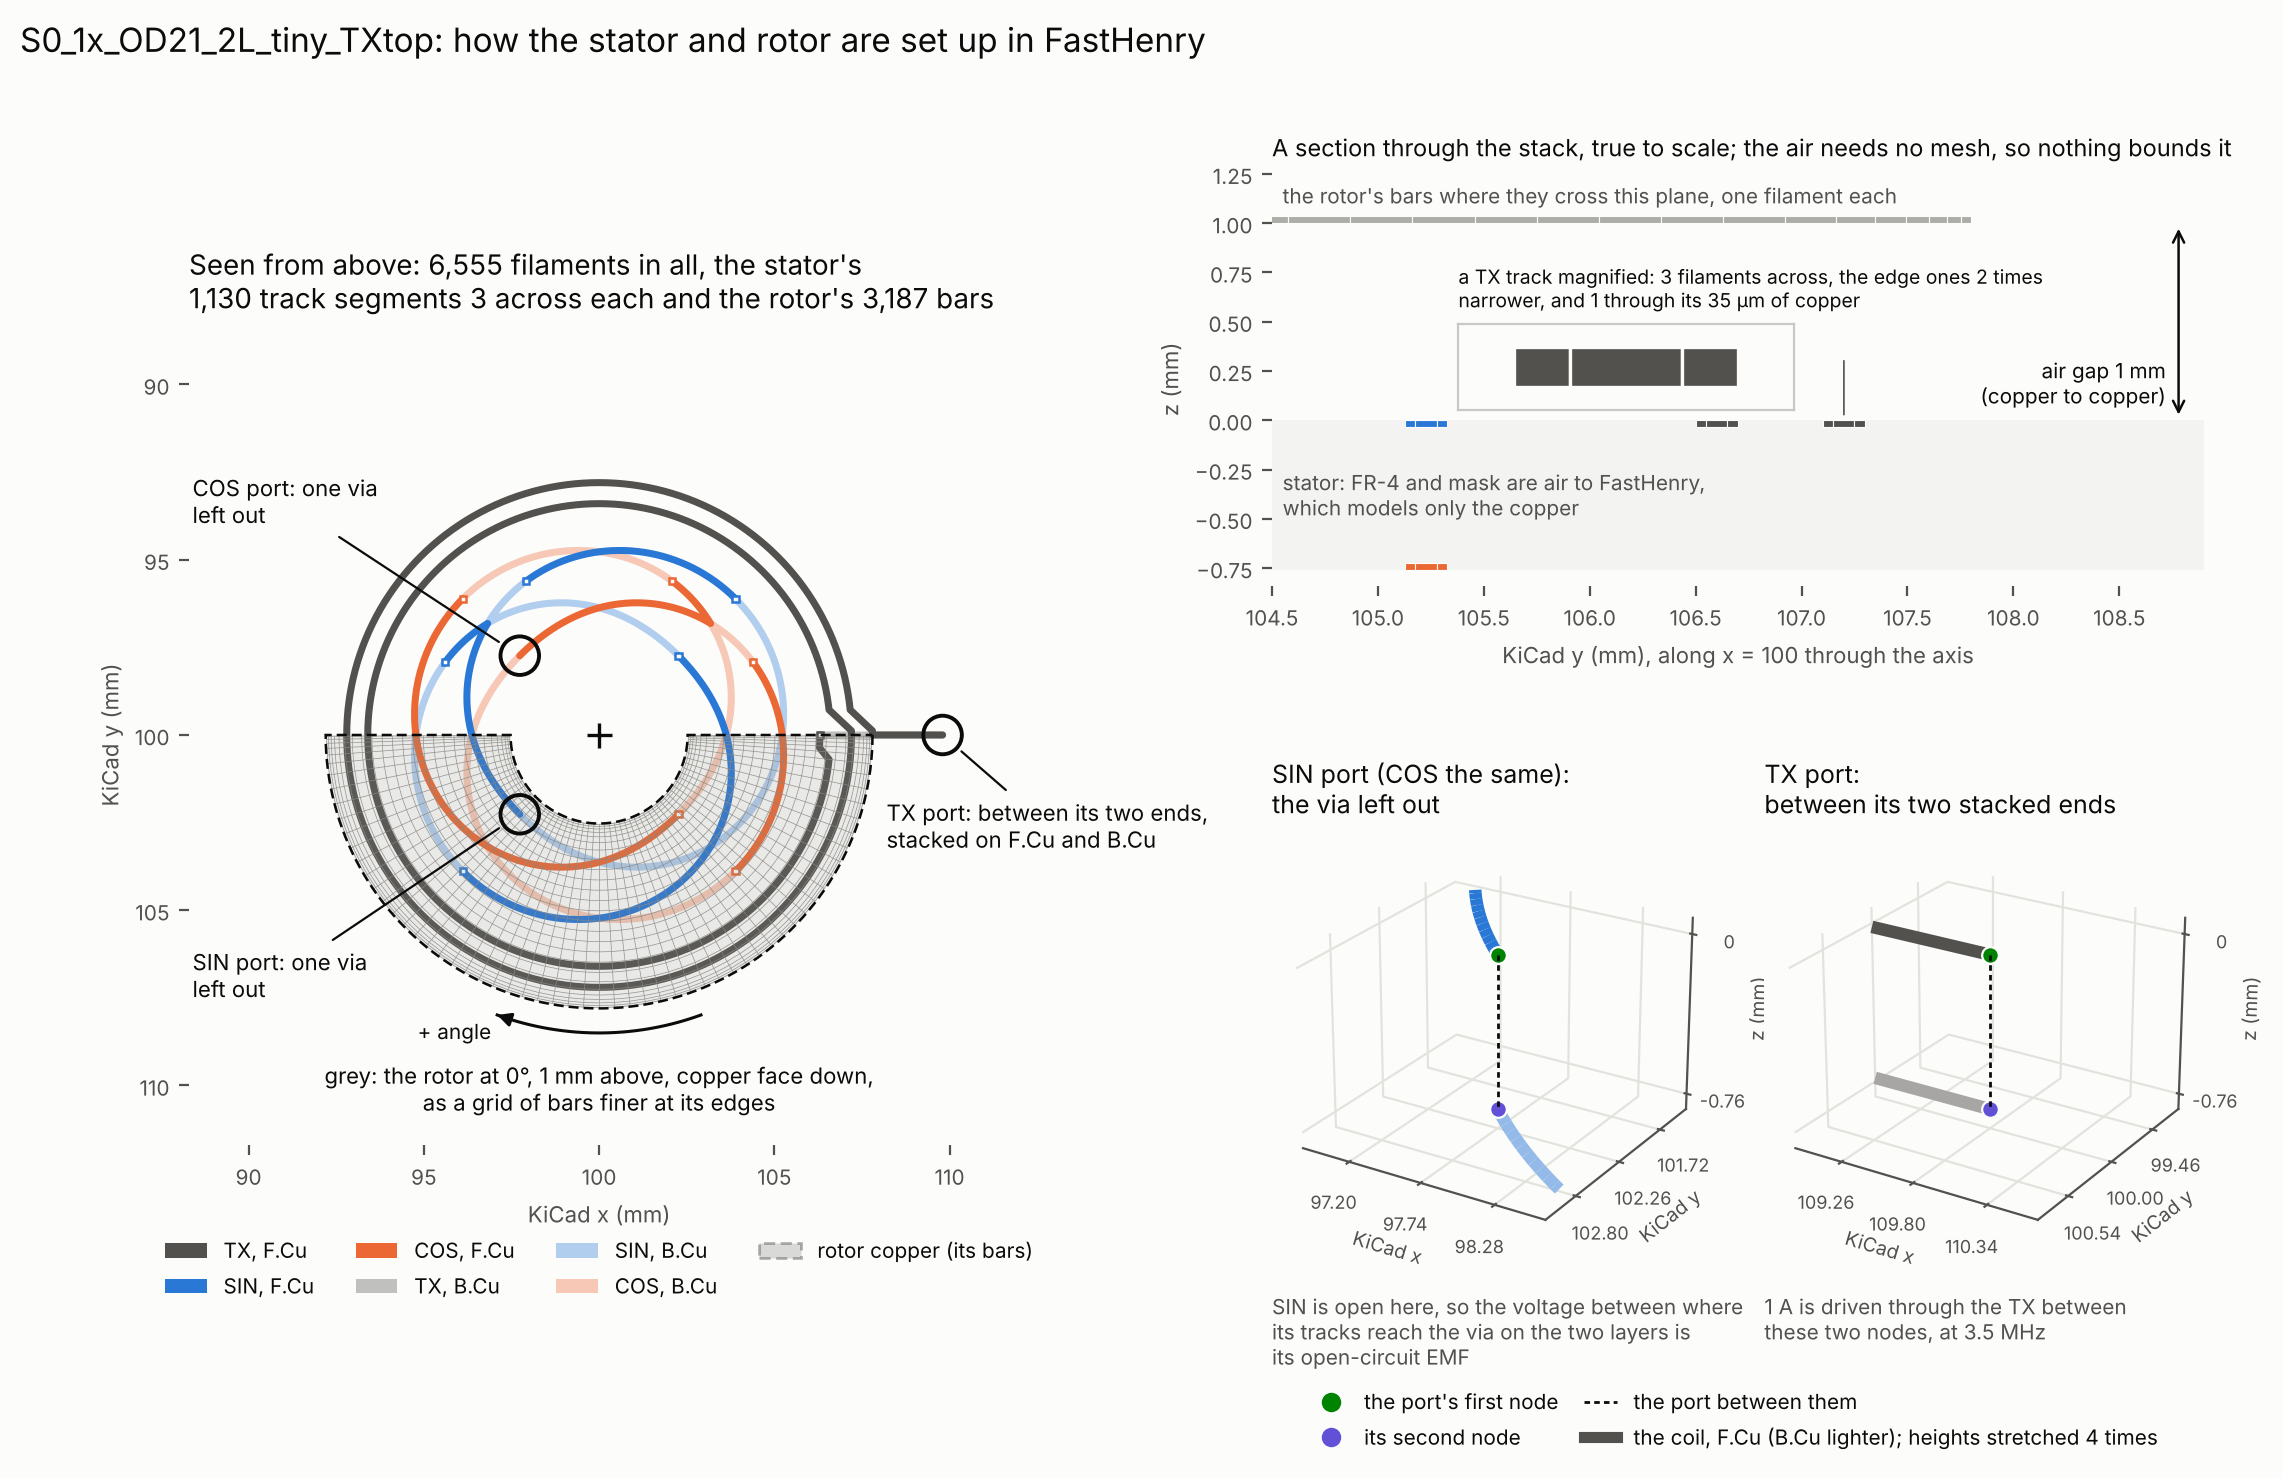 S0_1x_OD21_2L_tiny_TXtop: how the stator and rotor are set up in FastHenry
Seen from above: 6,555 filaments in all, the stator's
1,130 track segments 3 across each and the rotor's 3,187 bars
90
95
100
105
110
KiCad y (mm)
COS port: one via
left out
SIN port: one via
left out
TX port: between its two ends,
stacked on F.Cu and B.Cu
+ angle
grey: the rotor at 0°, 1 mm above, copper face down,
as a grid of bars finer at its edges
90
95
100
105
110
KiCad x (mm)
TX, F.Cu
COS, F.Cu
SIN, B.Cu
rotor copper (its bars)
SIN, F.Cu
TX, B.Cu
COS, B.Cu
A section through the stack, true to scale; the air needs no mesh, so nothing bounds it
1.25
1.00
0.75
0.50
0.25
0.00
−0.25
−0.50
−0.75
z (mm)
the rotor's bars where they cross this plane, one filament each
a TX track magnified: 3 filaments across, the edge ones 2 times
narrower, and 1 through its 35 µm of copper
air gap 1 mm
(copper to copper)
stator: FR-4 and mask are air to FastHenry,
which models only the copper
104.5
105.0
105.5
106.0
106.5
107.0
107.5
108.0
108.5
KiCad y (mm), along x = 100 through the axis
SIN port (COS the same):
the via left out
0
-0.76
z (mm)
97.20
97.74
98.28
KiCad x
101.72
102.26
102.80
KiCad y
SIN is open here, so the voltage between where
its tracks reach the via on the two layers is
its open-circuit EMF
TX port:
between its two stacked ends
0
-0.76
z (mm)
109.26
109.80
110.34
KiCad x
99.46
100.00
100.54
KiCad y
1 A is driven through the TX between
these two nodes, at 3.5 MHz
the port's first node
the port between them
its second node
the coil, F.Cu (B.Cu lighter); heights stretched 4 times